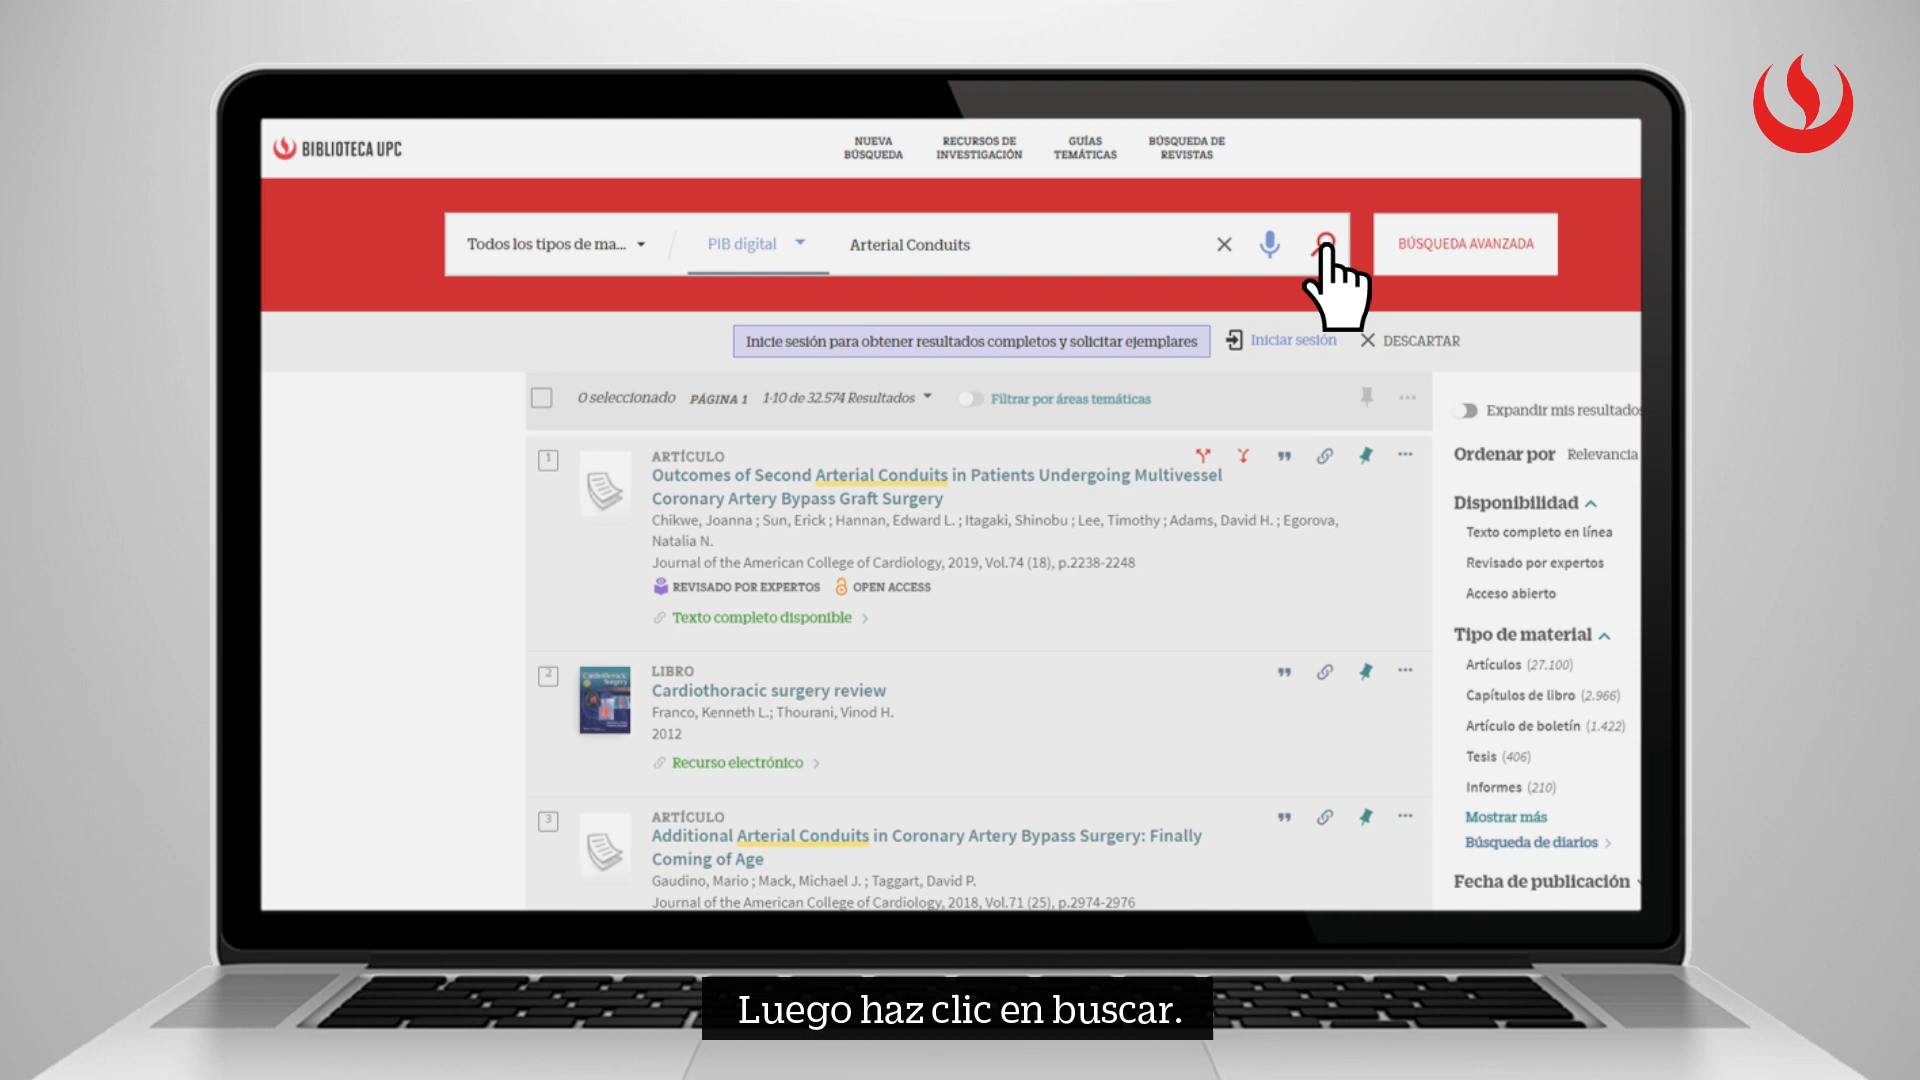 BIBLIOTECA UPC
NUEVA
BÚSQUEDA
RECURSOS DE
INVESTIGACIÓN
GUÍAS
TEMÁTICAS
BÚSQUEDA DE
REVISTAS
Todos los tipos de ma...
PIB digital
Arterial Conduits
BÚSQUEDA AVANZADA
Inicie sesión para obtener resultados completos y solicitar ejemplares
Iniciar sesión
DESCARTAR
0 seleccionado PÁGINA 1 1-10 de 32.574 Resultados
Filtrar por áreas temáticas
1
ARTÍCULO
Outcomes of Second Arterial Conduits in Patients Undergoing Multivessel
Coronary Artery Bypass Graft Surgery
Chikwe, Joanna ; Sun, Erick ; Hannan, Edward L. ; Itagaki, Shinobu ; Lee, Timothy ; Adams, David H. ; Egorova,
Natalia N.
Journal of the American College of Cardiology, 2019, Vol.74 (18), p.2238-2248
REVISADO POR EXPERTOS OPEN ACCESS
Texto completo disponible
2
Cardiothoracic
Surgery
LIBRO
Cardiothoracic surgery review
Franco, Kenneth L.; Thourani, Vinod H.
2012
Recurso electrónico
3
ARTÍCULO
Additional Arterial Conduits in Coronary Artery Bypass Surgery: Finally
Coming of Age
Gaudino, Mario ; Mack, Michael J. ; Taggart, David P.
Journal of the American College of Cardiology, 2018, Vol.71 (25), p.2974-2976
Expandir mis resultados
Ordenar por Relevancia
Disponibilidad
Texto completo en línea
Revisado por expertos
Acceso abierto
Tipo de material
Artículos (27.100)
Capítulos de libro (2.966)
Artículo de boletín (1.422)
Tesis (406)
Informes (210)
Mostrar más
Búsqueda de diarios
Fecha de publicación
Luego haz clic en buscar.